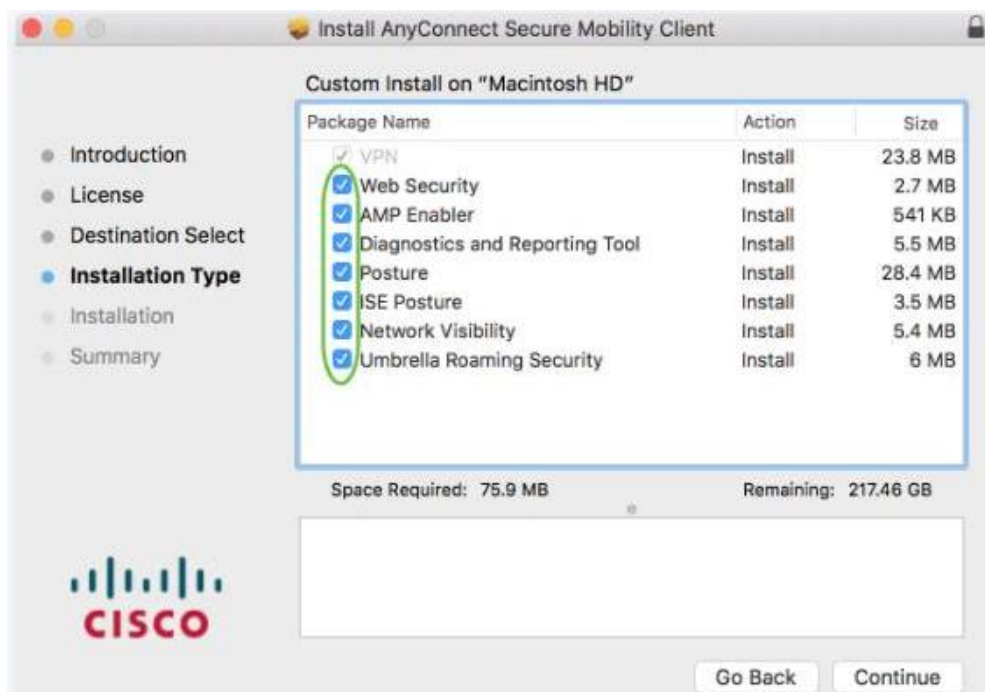 Install AnyConnect Secure Mobility Client
Custom Install on "Macintosh HD"
Package Name Action Size
VPN Install 23.8 MB
Web Security Install 2.7 MB
AMP Enabler Install 541 KB
Diagnostics and Reporting Tool Install 5.5 MB
Posture Install 28.4 MB
ISE Posture Install 3.5 MB
Network Visibility Install 5.4 MB
Umbrella Roaming Security Install 6 MB
Space Required: 75.9 MB Remaining: 217.46 GB
Introduction
License
Destination Select
Installation Type
Installation
Summary
CISCO
Go Back Continue